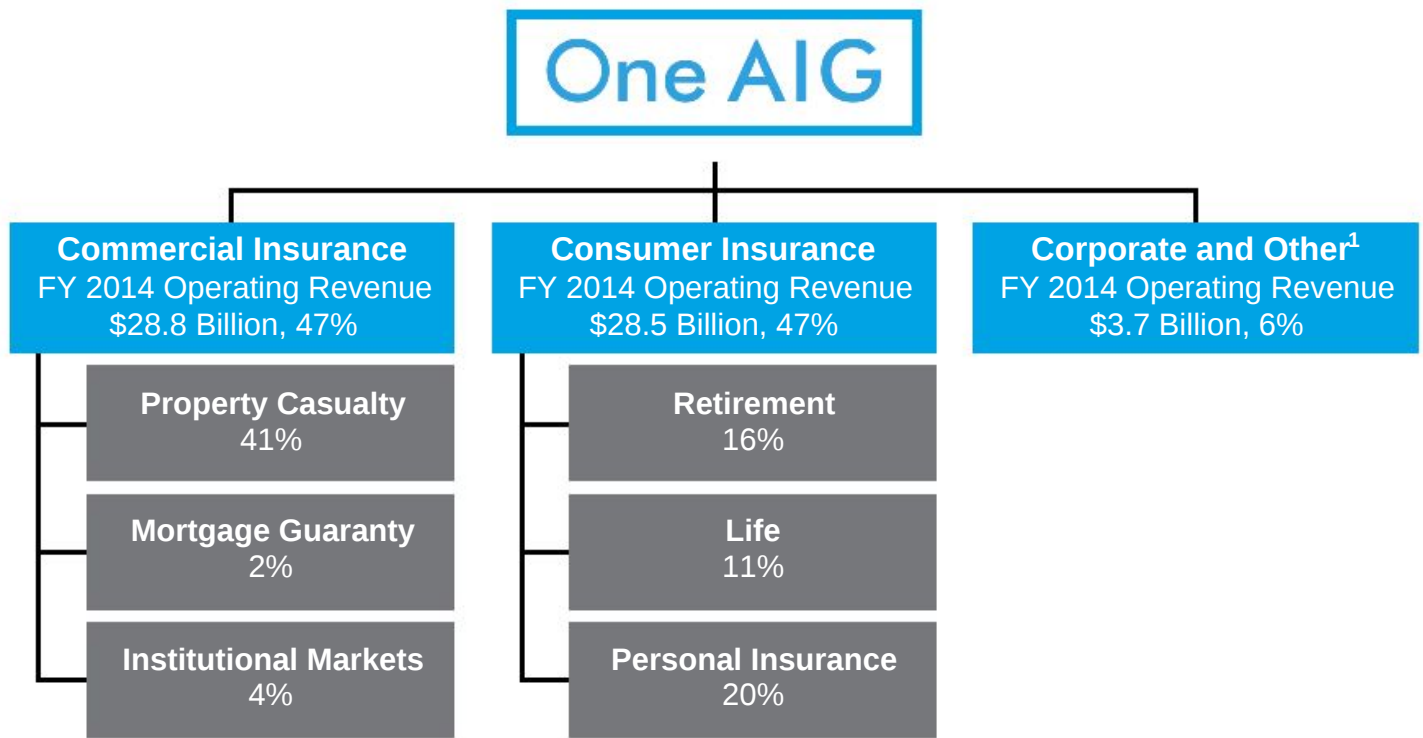 One AIG
Commercial Insurance
FY 2014 Operating Revenue
$28.8 Billion, 47%
Property Casualty
41%
Mortgage Guaranty
2%
Institutional Markets
4%
Consumer Insurance
FY 2014 Operating Revenue
$28.5 Billion, 47%
Retirement
16%
Life
11%
Personal Insurance
20%
Corporate and Other¹
FY 2014 Operating Revenue
$3.7 Billion, 6%